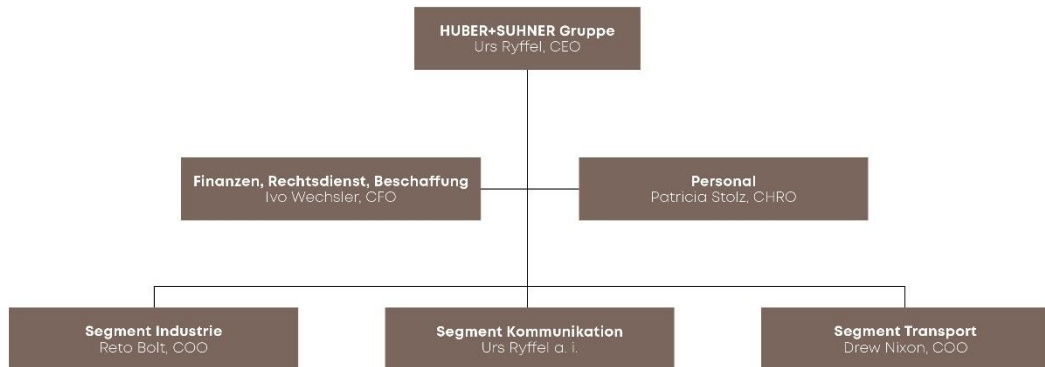 HUBER+SUHNER Gruppe
Urs Ryffel, CEO
Finanzen, Rechtsdienst, Beschaffung
Ivo Wechsler, CFO
Personal
Patricia Stolz, CHRO
Segment Industrie
Reto Bolt, COO
Segment Kommunikation
Urs Ryffel a. i.
Segment Transport
Drew Nixon, COO